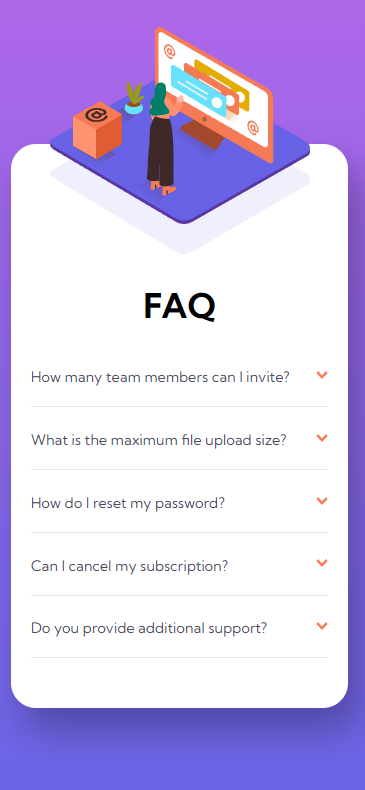 @
@
@
FAQ
How many team members can I invite?
What is the maximum file upload size?
How do I reset my password?
Can I cancel my subscription?
Do you provide additional support?